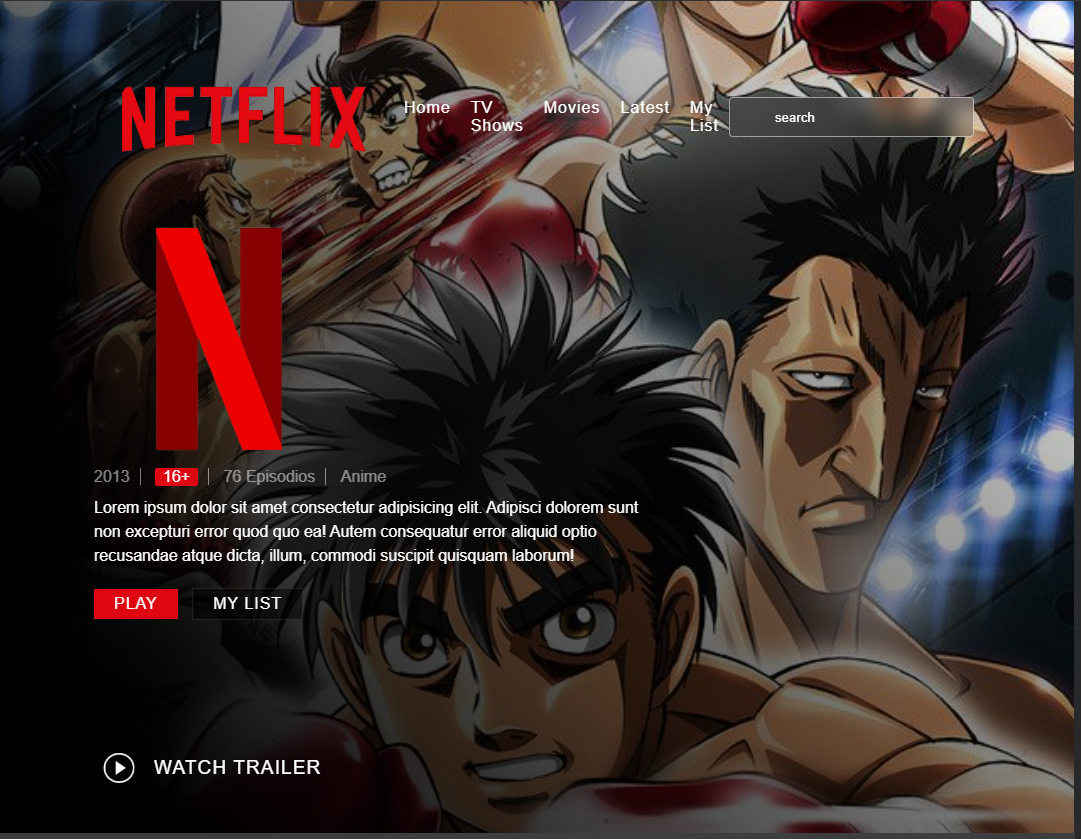 NETFLIX
Home TV Shows Movies Latest My List search
2013 16+ 76 Episodios Anime
Lorem ipsum dolor sit amet consectetur adipisicing elit. Adipisci dolorem sunt
non excepturi error quod quo ea! Autem consequatur error aliquid optio
recusandae atque dicta, illum, commodi suscipit quisquam laborum!
PLAY MY LIST
WATCH TRAILER